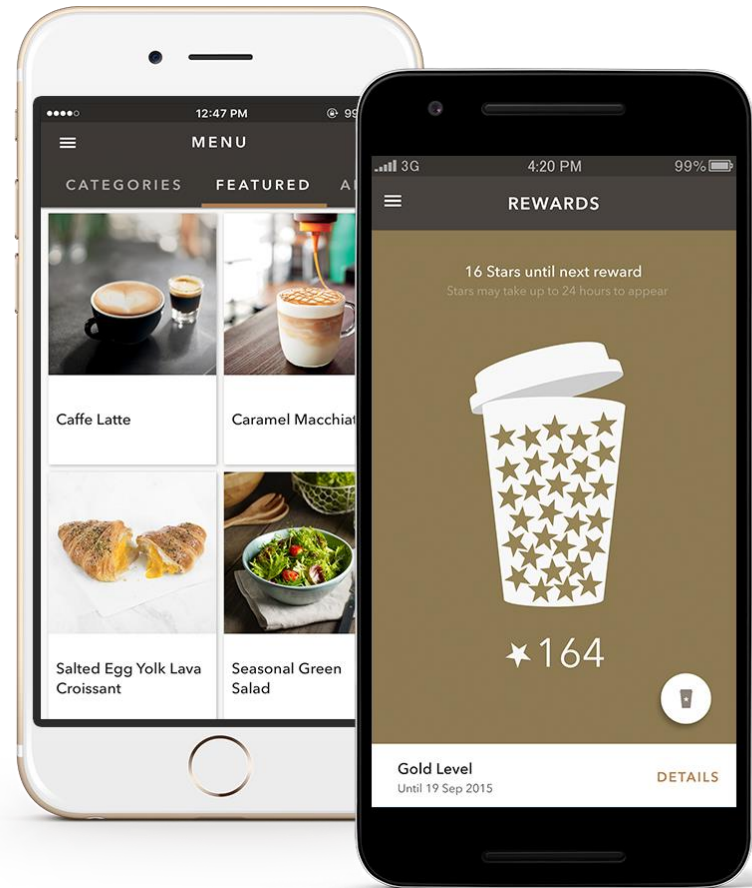 12:47 PM
99
MENU
CATEGORIES FEATURED A
Caffe Latte
Caramel Macchiat
Salted Egg Yolk Lava
Croissant
Seasonal Green
Salad
3G 4:20 PM 99%
REWARDS
16 Stars until next reward
Stars may take up to 24 hours to appear
164
Gold Level
Until 19 Sep 2015
DETAILS